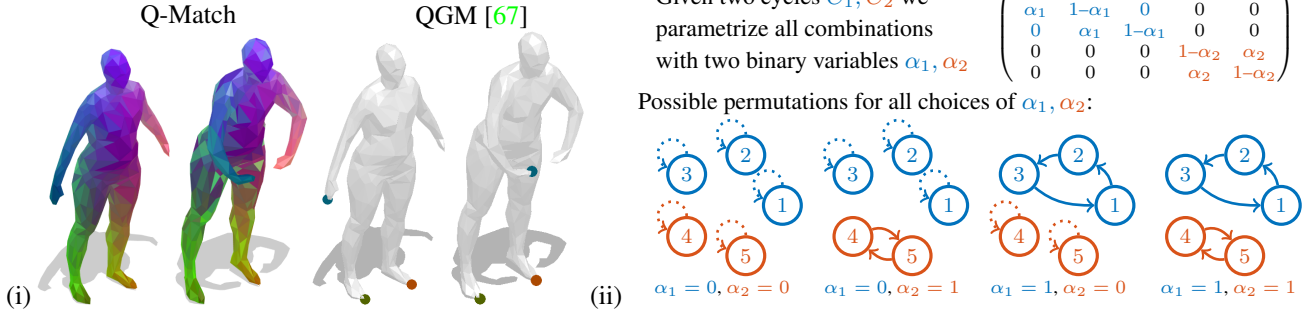 Q-Match QGM [67]
(i)
Given two cycles C₁, C₂ we
parametrize all combinations
with two binary variables α₁, α₂
α₁ 1–α₁ 0 0 0
0 α₁ 1–α₁ 0 0
0 0 0 1–α₂ α₂
0 0 0 α₂ 1–α₂
Possible permutations for all choices of α₁, α₂:
2 2 2 2
3 3 3 3
1 1 1 1
4 4 4 4
5 5 5 5
(ii)
α₁ = 0, α₂ = 0 α₁ = 0, α₂ = 1 α₁ = 1, α₂ = 0 α₁ = 1, α₂ = 1